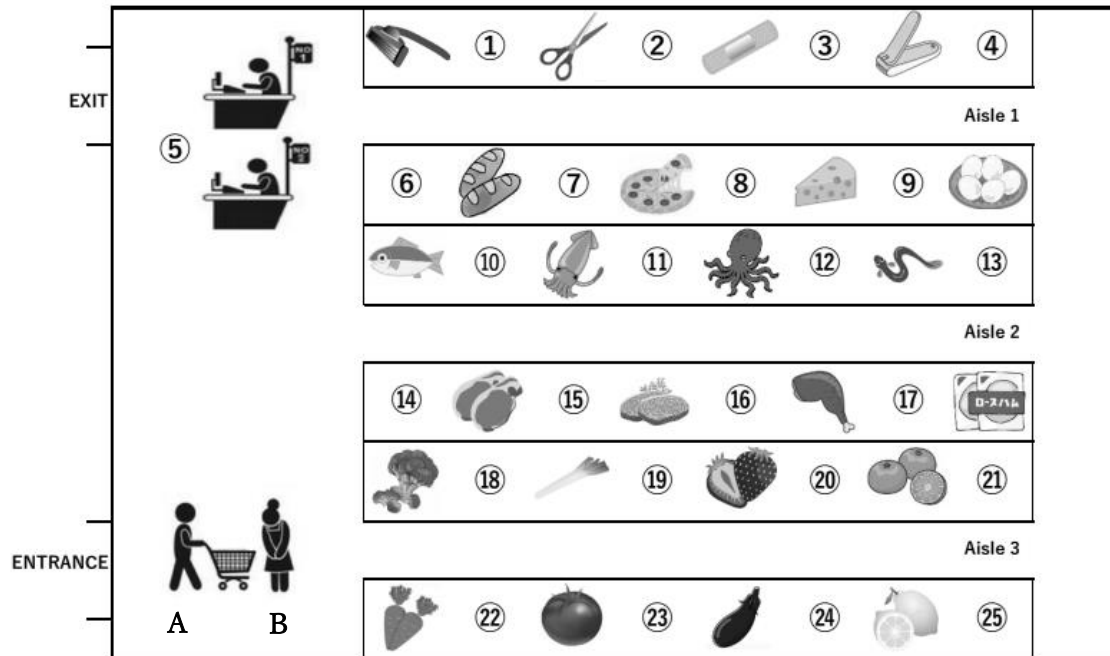 ① ② ③ ④
NO 1
EXIT
Aisle 1
⑤
NO 2
⑥ ⑦ ⑧ ⑨
⑩ ⑪ ⑫ ⑬
Aisle 2
⑭ ⑮ ⑯ ⑰
ロースハム
⑱ ⑲ ⑳ ㉑
Aisle 3
ENTRANCE
A B
㉒ ㉓ ㉔ ㉕